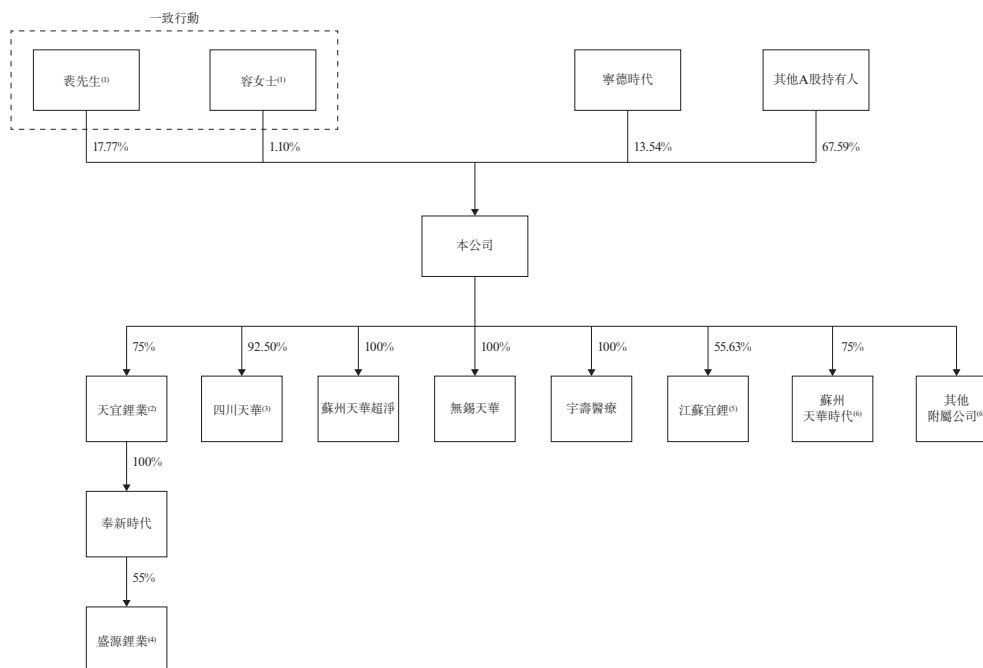 一致行動
裴先生(1)
容女士(1)
寧德時代
其他A股持有人
17.77%
1.10%
13.54%
67.59%
本公司
75%
92.50%
100%
100%
100%
55.63%
75%
天宜鋰業(2)
四川天華(3)
蘇州天華超淨
無錫天華
宇壽醫療
江蘇宜鋰(5)
蘇州
天華時代(6)
其他
附屬公司(6
100%
奉新時代
55%
盛源鋰業(4)